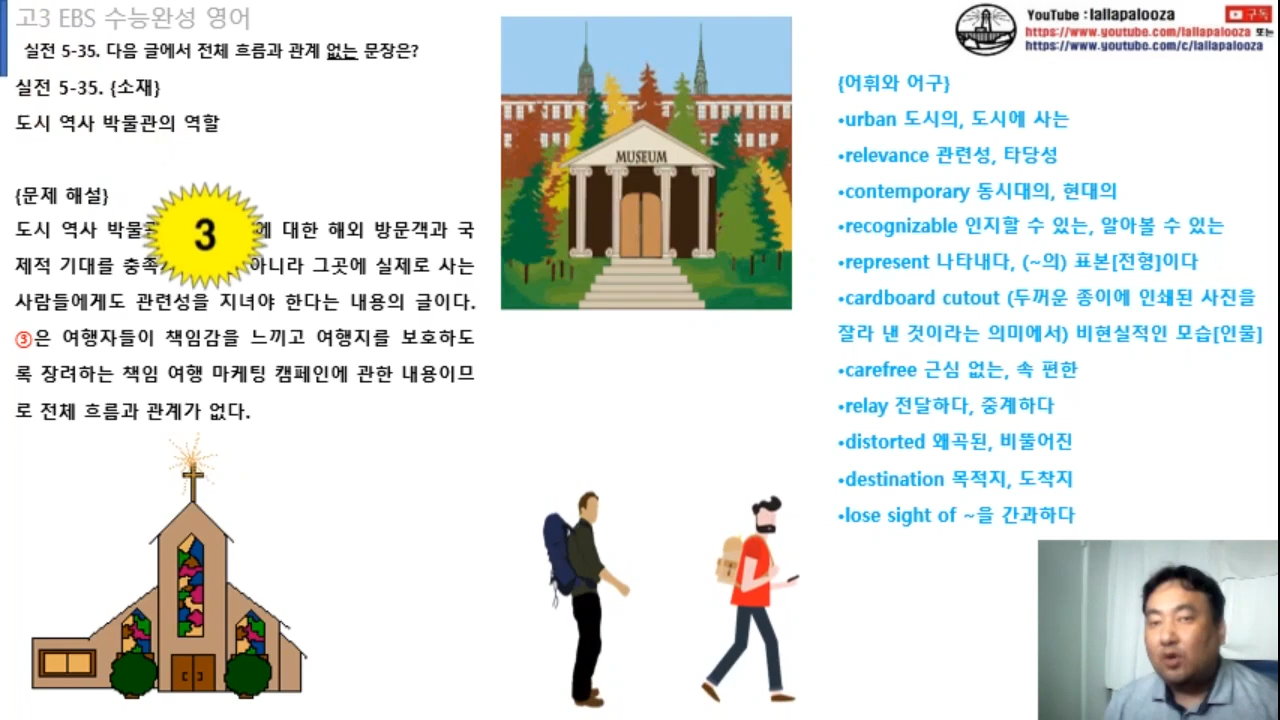 고3 EBS 수능완성 영어
실전 5-35. 다음 글에서 전체 흐름과 관계 없는 문장은?
실전 5-35. {소재}
도시 역사 박물관의 역할
{문제 해설}
도시 역사 박물 에 대한 해외 방문객과 국
제적 기대를 충족 아니라 그곳에 실제로 사는
사람들에게도 관련성을 지녀야 한다는 내용의 글이다.
③은 여행자들이 책임감을 느끼고 여행지를 보호하도
록 장려하는 책임 여행 마케팅 캠페인에 관한 내용이므
로 전체 흐름과 관계가 없다.
3
MUSEUM
YouTube : lallapalooza
구독
https://www.youtube.com/lallapalooza 또는
https://www.youtube.com/c/lallapalooza
{어휘와 어구}
•urban 도시의, 도시에 사는
•relevance 관련성, 타당성
•contemporary 동시대의, 현대의
•recognizable 인지할 수 있는, 알아볼 수 있는
•represent 나타내다, (~의) 표본[전형]이다
•cardboard cutout (두꺼운 종이에 인쇄된 사진을
잘라 낸 것이라는 의미에서) 비현실적인 모습[인물]
•carefree 근심 없는, 속 편한
•relay 전달하다, 중계하다
•distorted 왜곡된, 비뚤어진
•destination 목적지, 도착지
•lose sight of ~을 간과하다